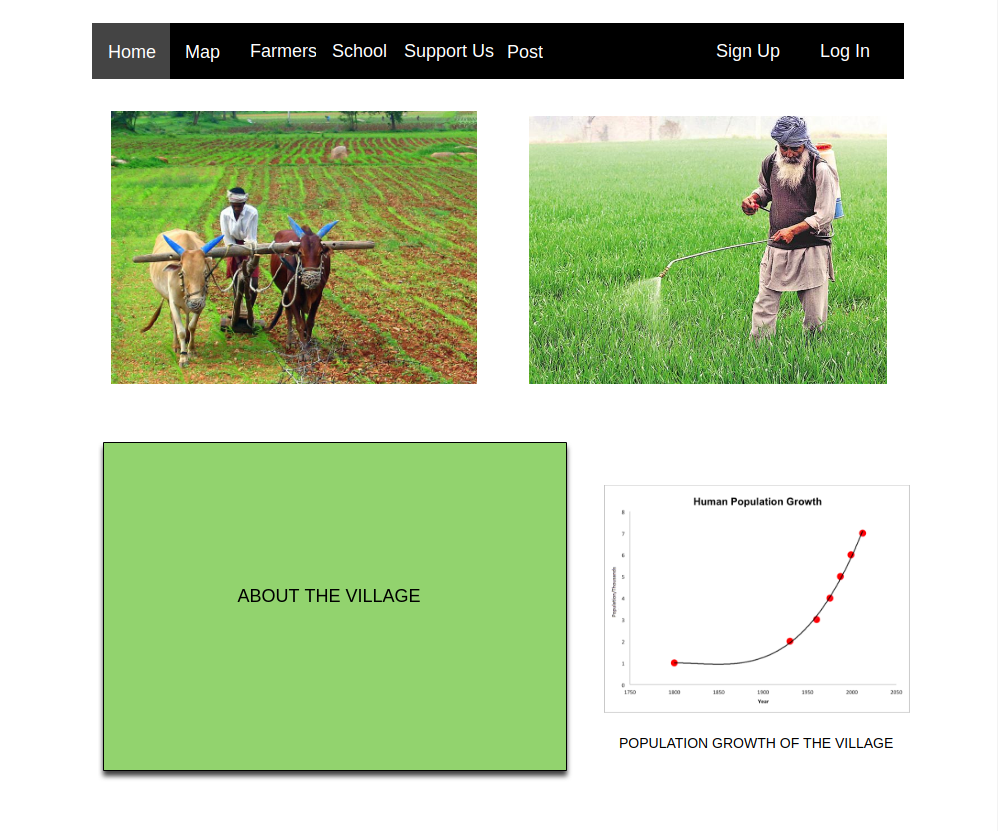 Home Map Farmers School Support Us Post Sign Up Log In
ABOUT THE VILLAGE
Human Population Growth
8
7
6
5
4
3
2
1
0
Population/Thousands
1750 1800 1850 1900 1950 2000 2050
Year
POPULATION GROWTH OF THE VILLAGE